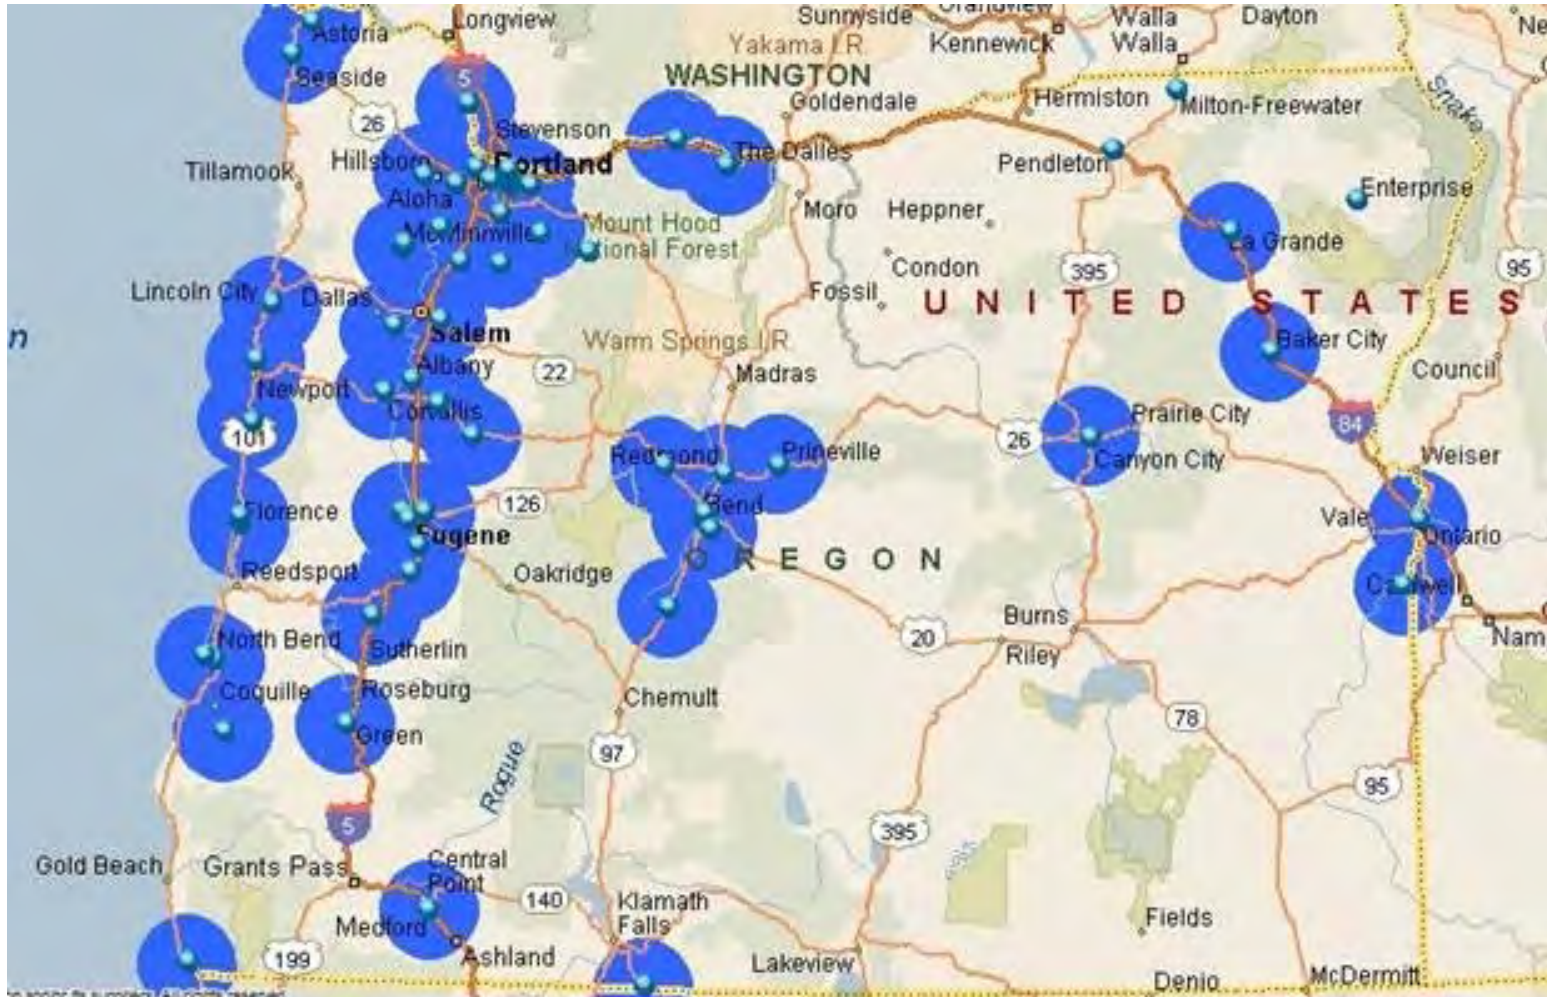 Longview
Sunnyside
Walla
Walla
Dayton
Astoria
Yakama I.R.
Kennewick
Seaside
5
WASHINGTON
Goldendale
Hermiston
Milton-Freewater
Snake
26
Stevenson
Hillsboro
Portland
The Dalles
Pendleton
Tillamook
Aloha
Enterprise
Moro
Heppner
McMinnville
Mount Hood
National Forest
La Grande
Condon
395
95
Lincoln City
Dallas
Fossil
UNITED STATES
n
Salem
Warm Springs I.R.
Baker City
Albany
22
Madras
Council
Newport
Corvallis
Prairie City
101
26
84
Redmond
Prineville
Canyon City
Weiser
126
Bend
Florence
Vale
Eugene
Ontario
OREGON
Reedsport
Oakridge
Caldwell
Burns
North Bend
20
Nam
Sutherlin
Riley
Coquille
Roseburg
Chemult
78
Green
97
Rogue
95
5
395
Gold Beach
Grants Pass
Central
Point
140
Klamath
Falls
Medford
Fields
199
Ashland
Lakeview
Denio
McDermitt